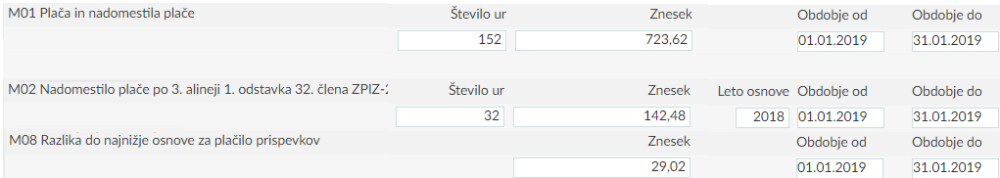 M01 Plača in nadomestila plače Število ur Znesek Obdobje od Obdobje do
152 723,62 01.01.2019 31.01.2019
M02 Nadomestilo plače po 3. alineji 1. odstavka 32. člena ZPIZ-2 Število ur Znesek Leto osnove Obdobje od Obdobje do
32 142,48 2018 01.01.2019 31.01.2019
M08 Razlika do najnižje osnove za plačilo prispevkov Znesek Obdobje od Obdobje do
29,02 01.01.2019 31.01.2019